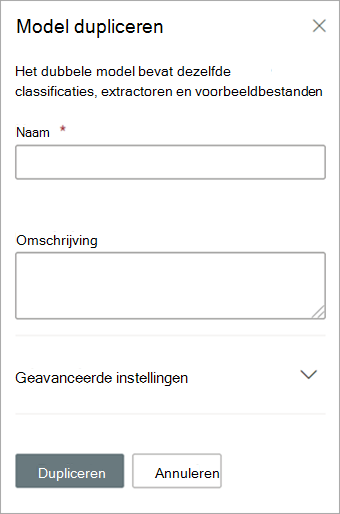 Model dupliceren
Het dubbele model bevat dezelfde
classificaties, extractoren en voorbeeldbestanden
Naam *
Omschrijving
Geavanceerde instellingen
Dupliceren Annuleren